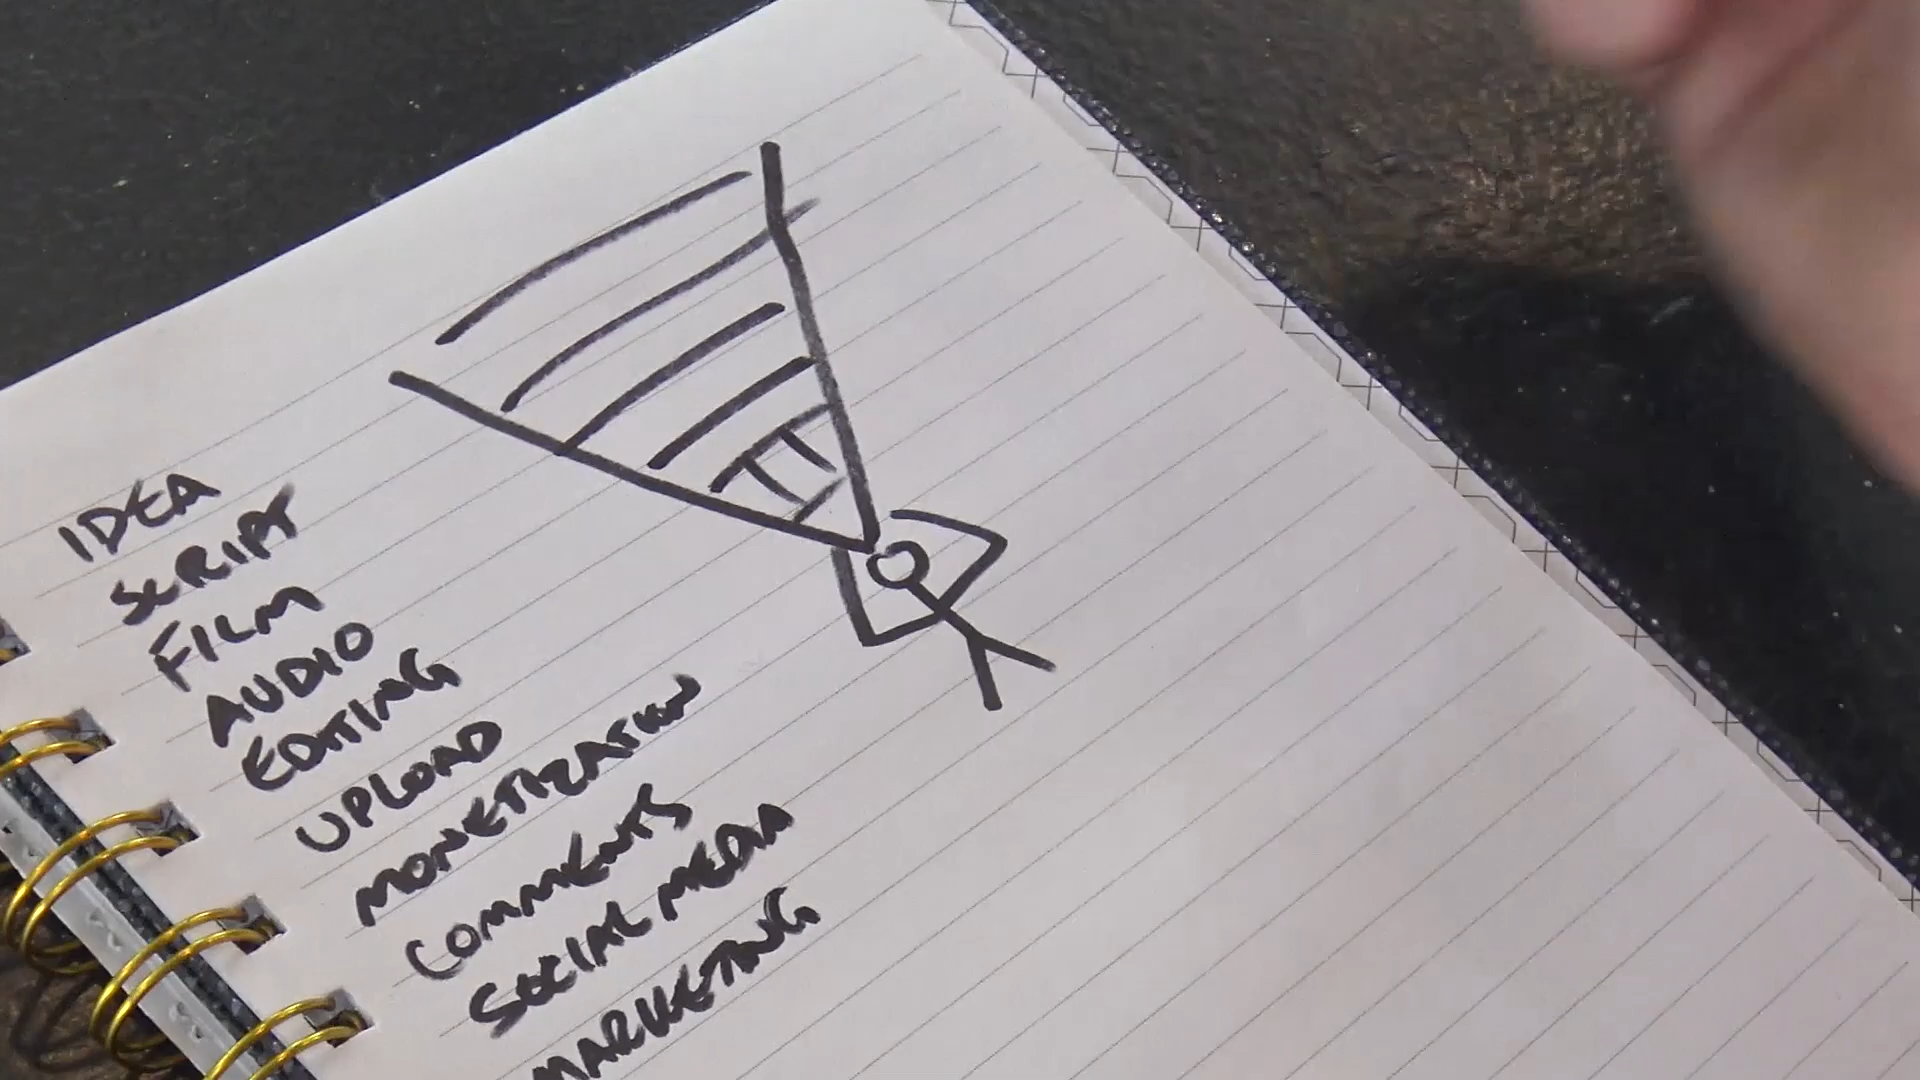 IDEA
SCRIPT
FILM
AUDIO
EDITING
UPLOAD
MONETIZATION
COMMENTS
SOCIAL MEDIA
MARKETING